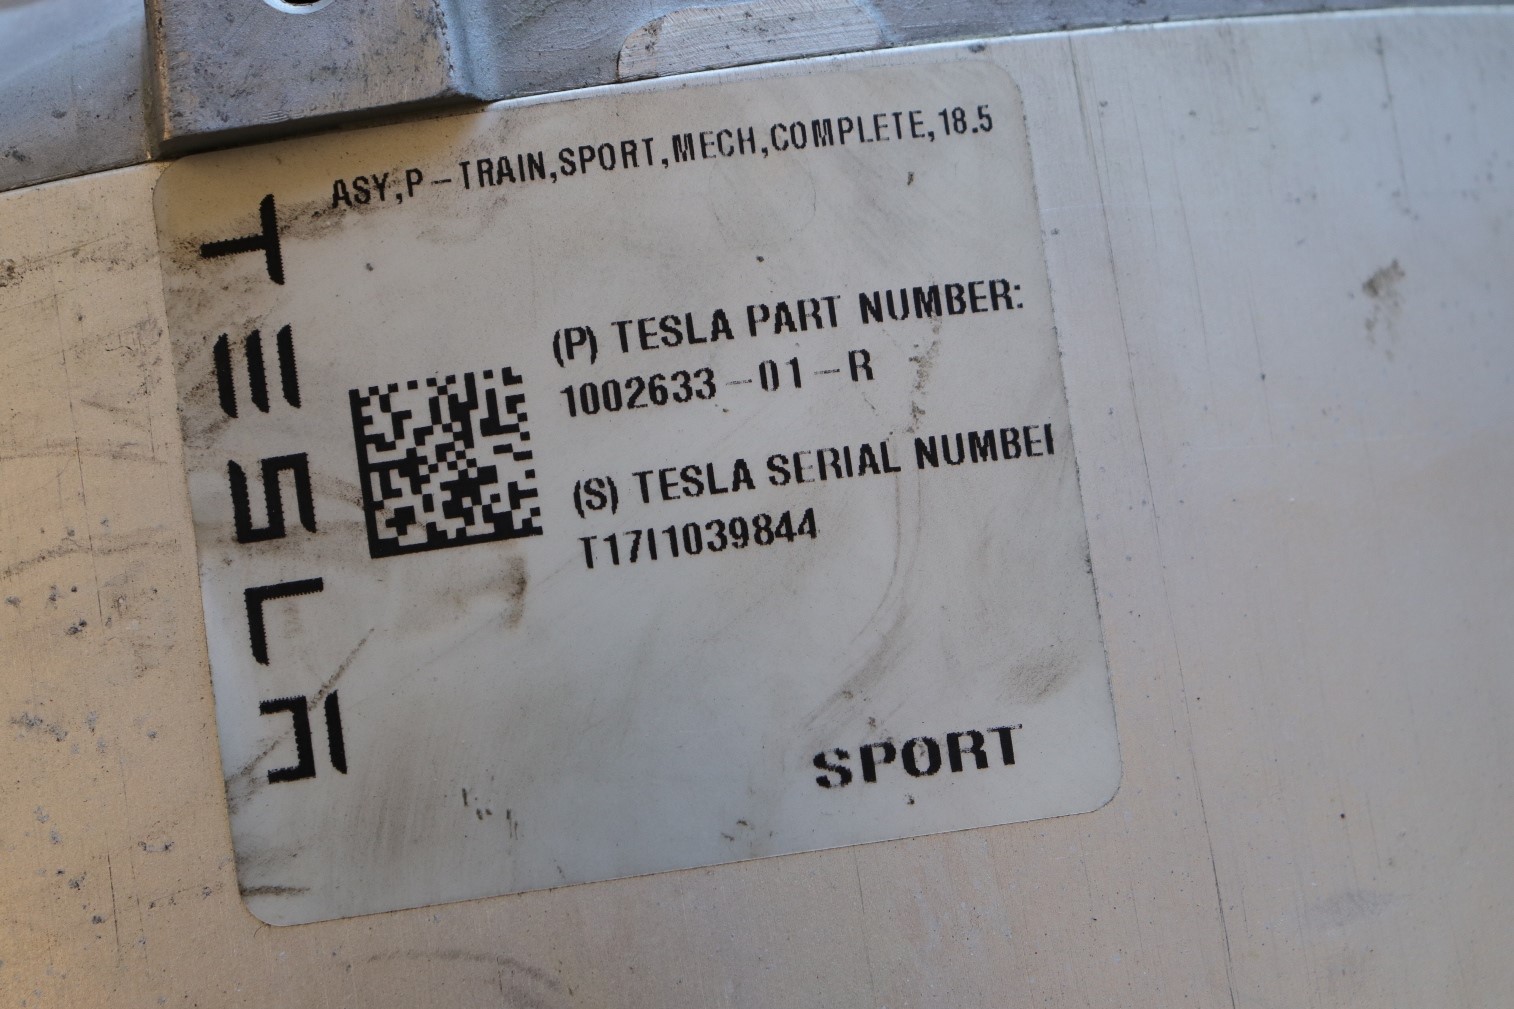 ASY,P-TRAIN,SPORT,MECH,COMPLETE,18.5
TESLA
(P) TESLA PART NUMBER:
1002633-01-R
(S) TESLA SERIAL NUMBEI
T17I1039844
SPORT